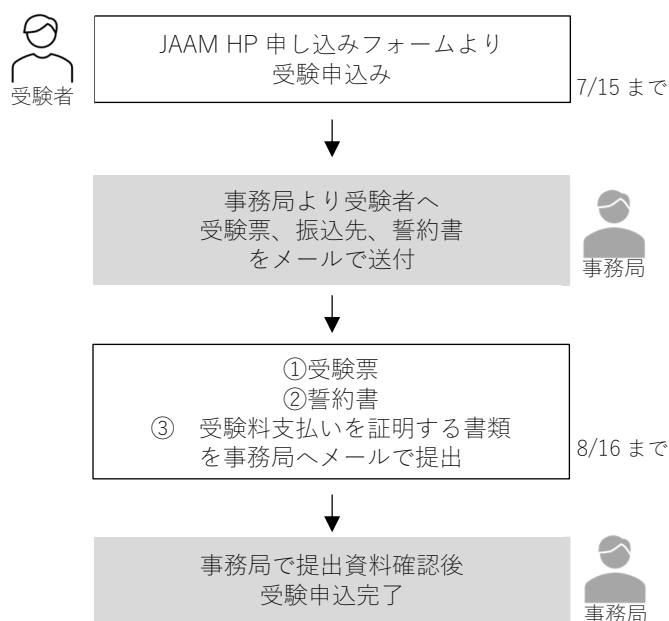 JAAM HP 申し込みフォームより
受験申込み
受験者
7/15 まで
事務局より受験者へ
受験票、振込先、誓約書
をメールで送付
事務局
①受験票
②誓約書
③　受験料支払いを証明する書類
を事務局へメールで提出
8/16 まで
事務局で提出資料確認後
受験申込完了
事務局